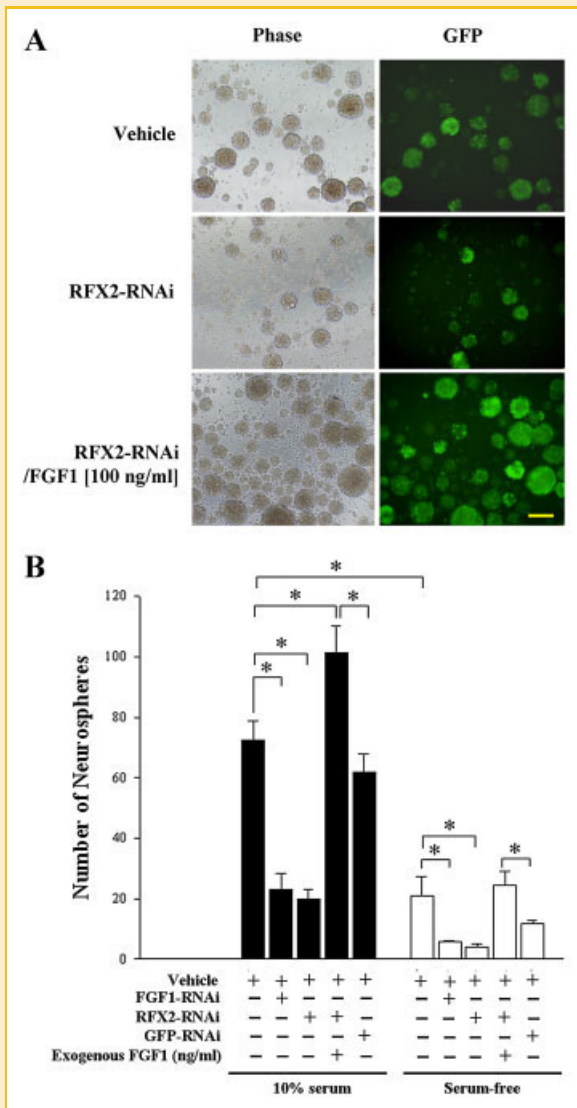 A
Phase GFP
Vehicle
RFX2-RNAi
RFX2-RNAi
/FGF1 [100 ng/ml]
B
*
* *
*
*
*
* *
Number of Neurospheres
120
100
80
60
40
20
0
Vehicle + + + + + + + + + +
FGF1-RNAi − + − − − − + − − −
RFX2-RNAi − − + + − − − + + −
GFP-RNAi − − − − + − − − − +
Exogenous FGF1 (ng/ml) − − − + − − − − + −
10% serum Serum-free